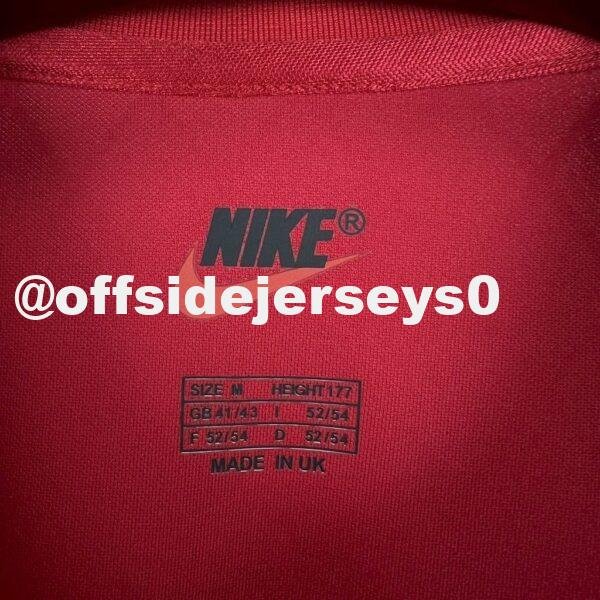 NIKE®
@offsidejerseys0
SIZE M HEIGHT 177
GB 41/43 I 52/54
F 52/54 D 52/54
MADE IN UK